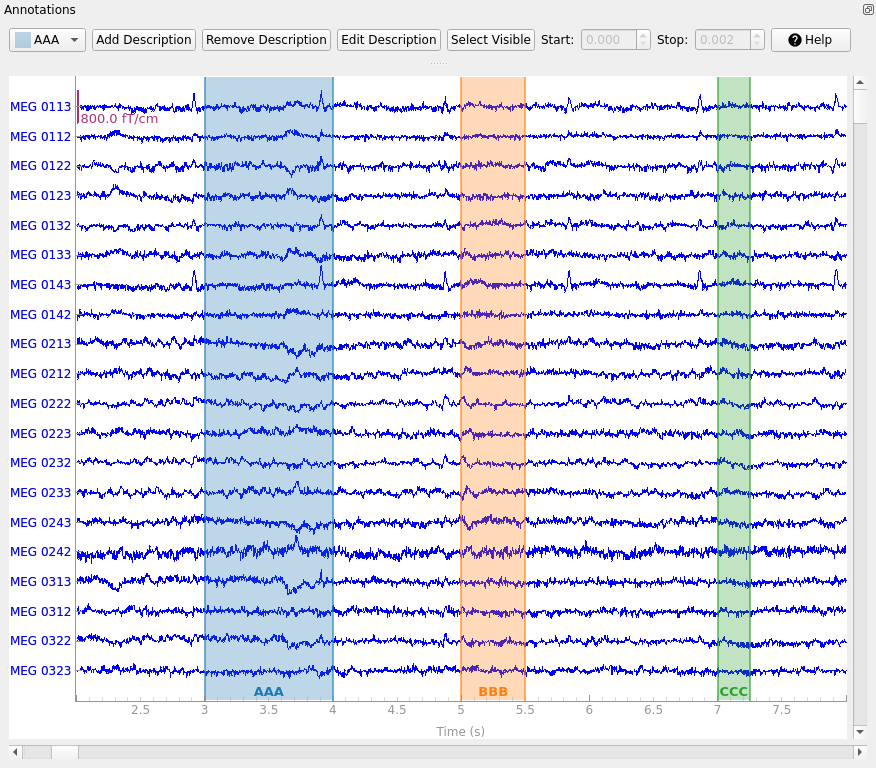 Annotations
AAA Add Description Remove Description Edit Description Select Visible Start: 0.000 Stop: 0.002 Help
MEG 0113
800.0 fT/cm
MEG 0112
MEG 0122
MEG 0123
MEG 0132
MEG 0133
MEG 0143
MEG 0142
MEG 0213
MEG 0212
MEG 0222
MEG 0223
MEG 0232
MEG 0233
MEG 0243
MEG 0242
MEG 0313
MEG 0312
MEG 0322
MEG 0323
AAA BBB CCC
2.5 3 3.5 4 4.5 5 5.5 6 6.5 7 7.5
Time (s)